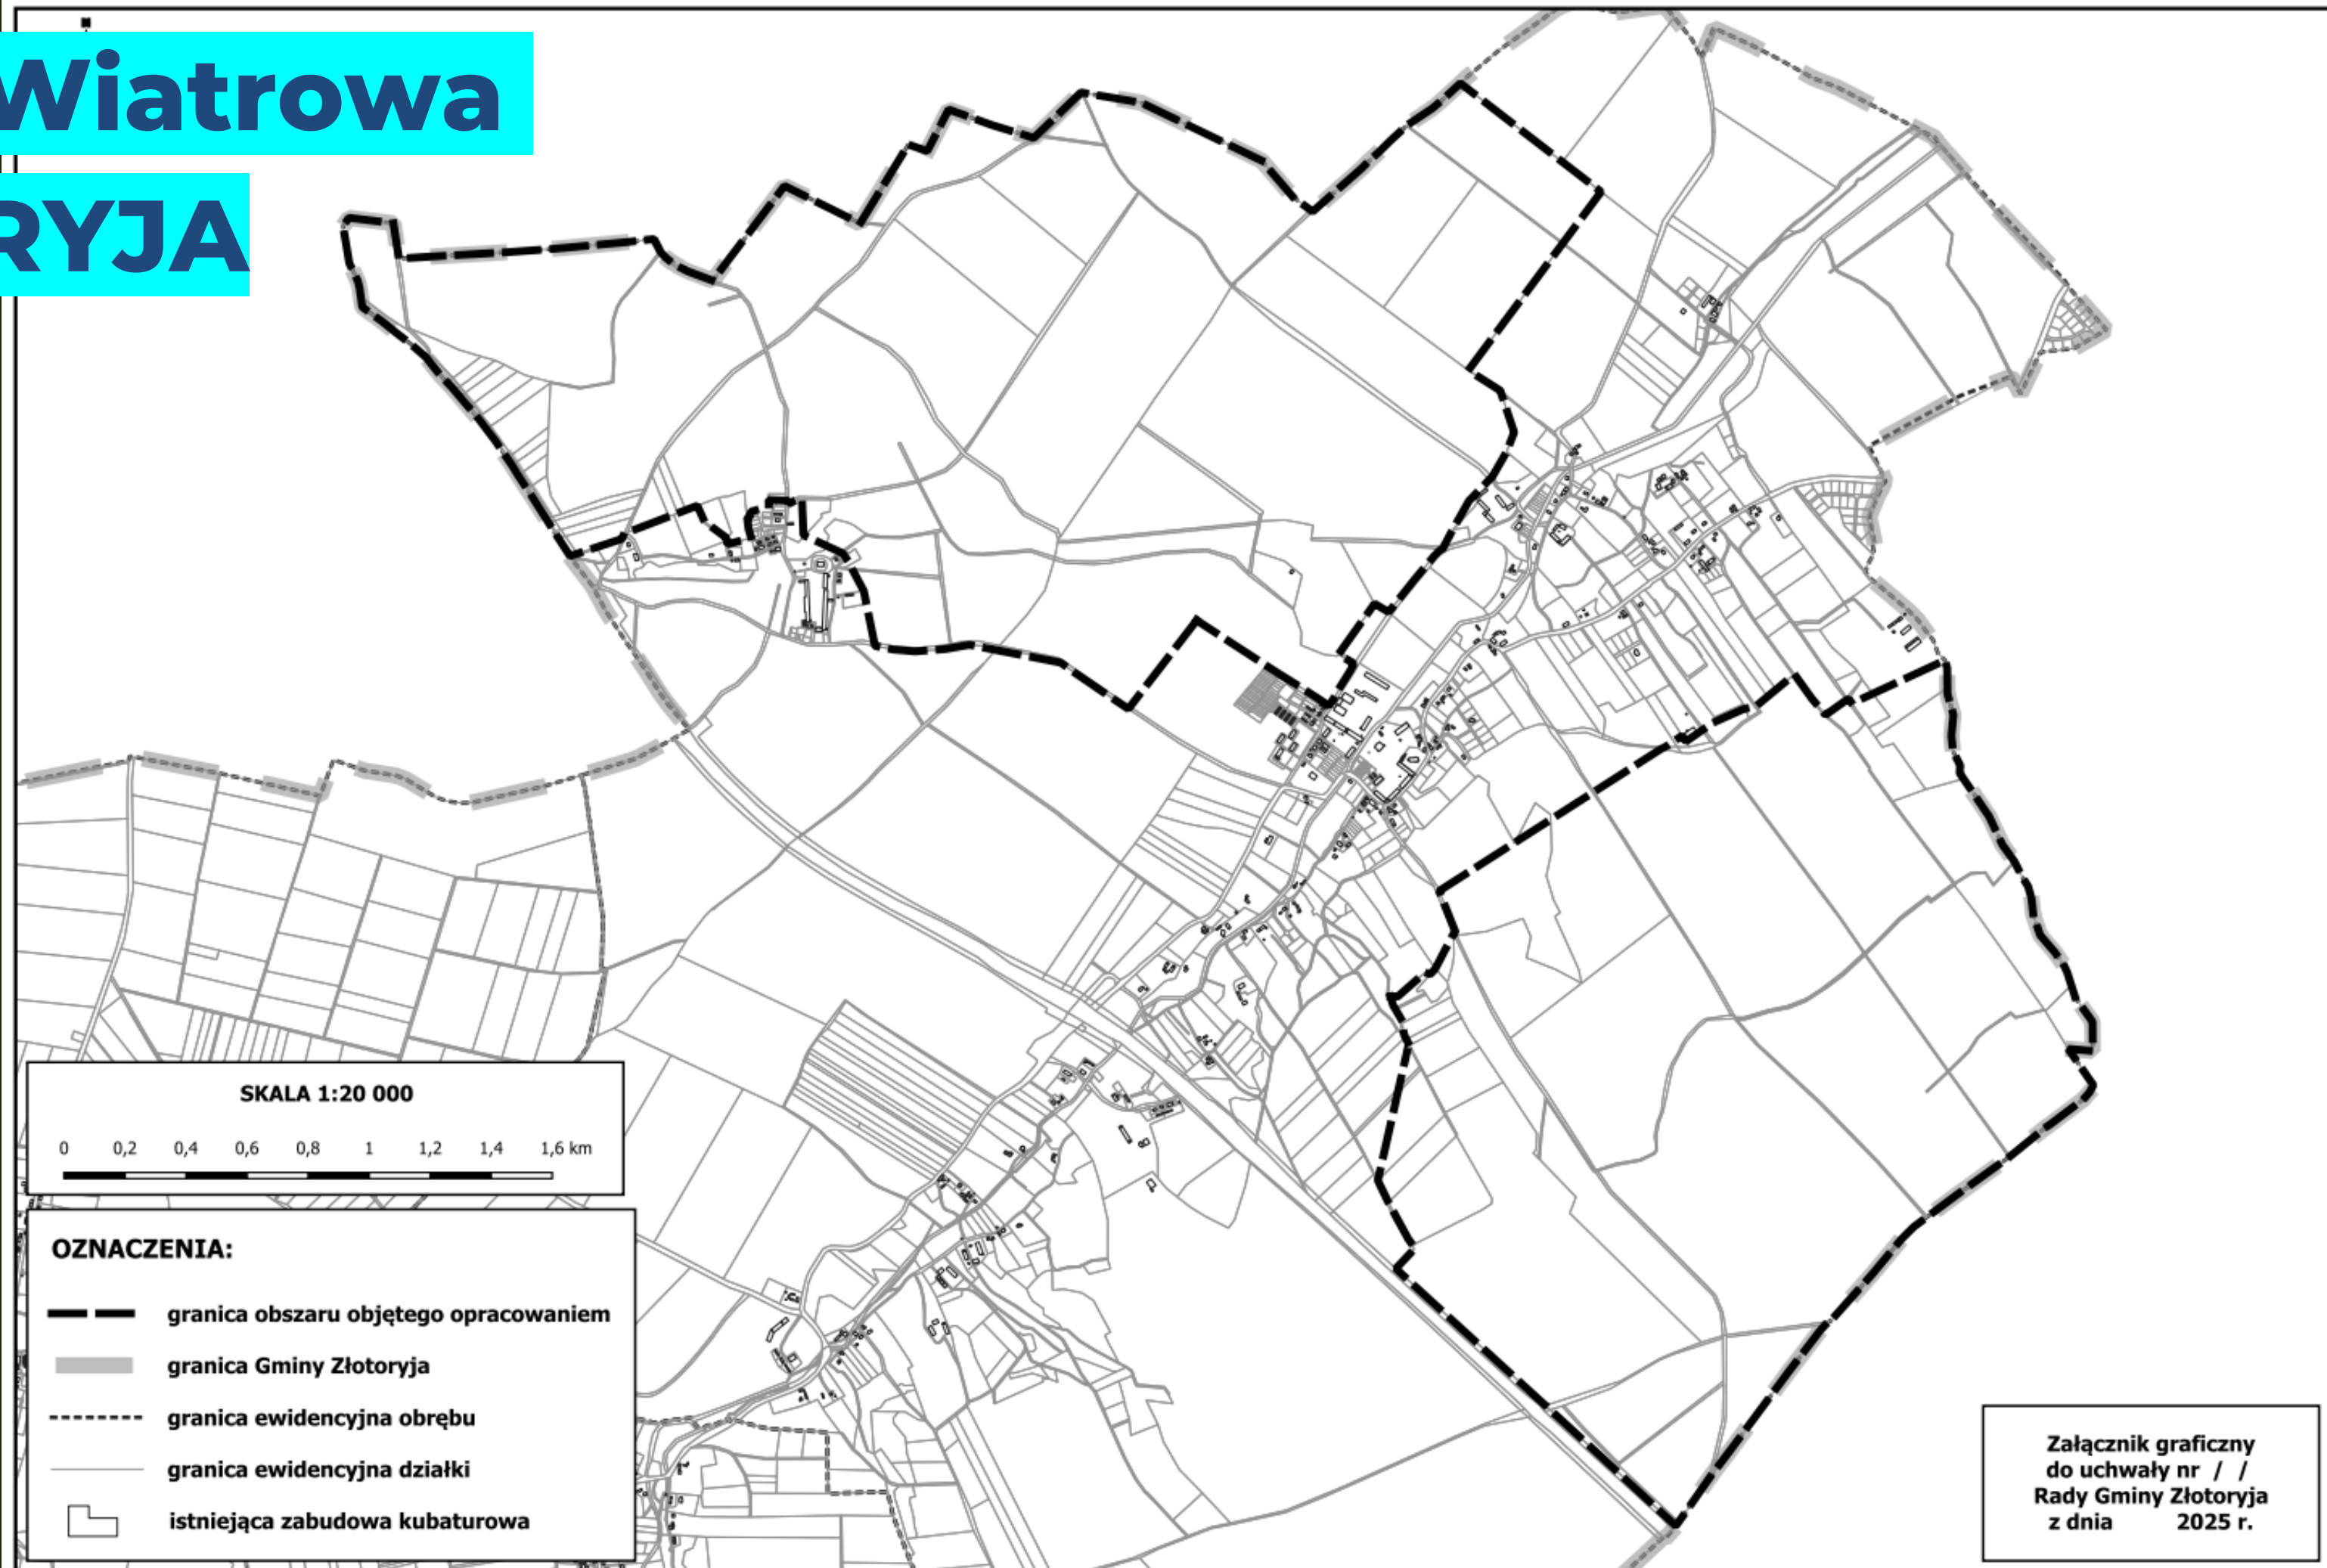 Wiatrowa
RYJA
SKALA 1:20 000
0 0,2 0,4 0,6 0,8 1 1,2 1,4 1,6 km
OZNACZENIA:
granica obszaru objętego opracowaniem
granica Gminy Złotoryja
granica ewidencyjna obrębu
granica ewidencyjna działki
istniejąca zabudowa kubaturowa
Załącznik graficzny
do uchwały nr / /
Rady Gminy Złotoryja
z dnia 2025 r.